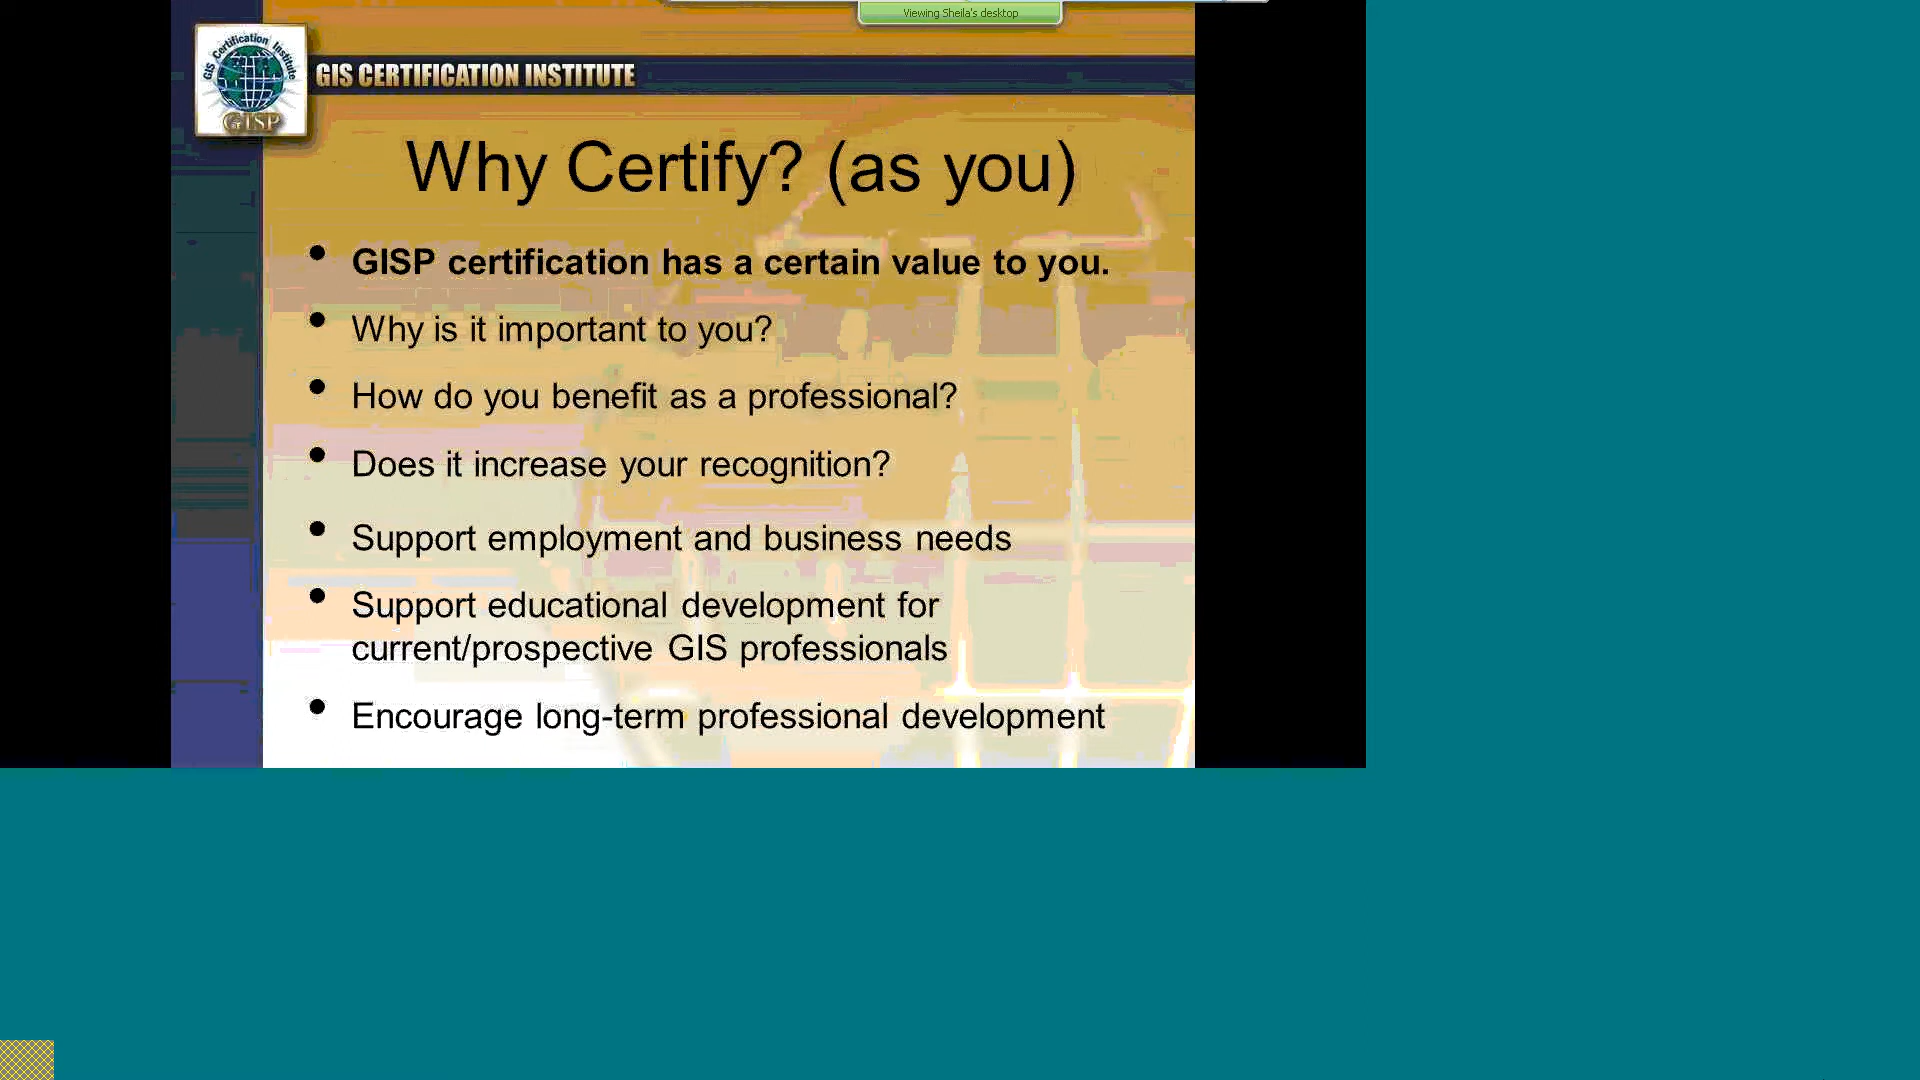 Viewing Sheila's desktop
GIS Certification Institute
GISP
GIS CERTIFICATION INSTITUTE
Why Certify? (as you)
• GISP certification has a certain value to you.
• Why is it important to you?
• How do you benefit as a professional?
• Does it increase your recognition?
• Support employment and business needs
• Support educational development for
current/prospective GIS professionals
• Encourage long-term professional development